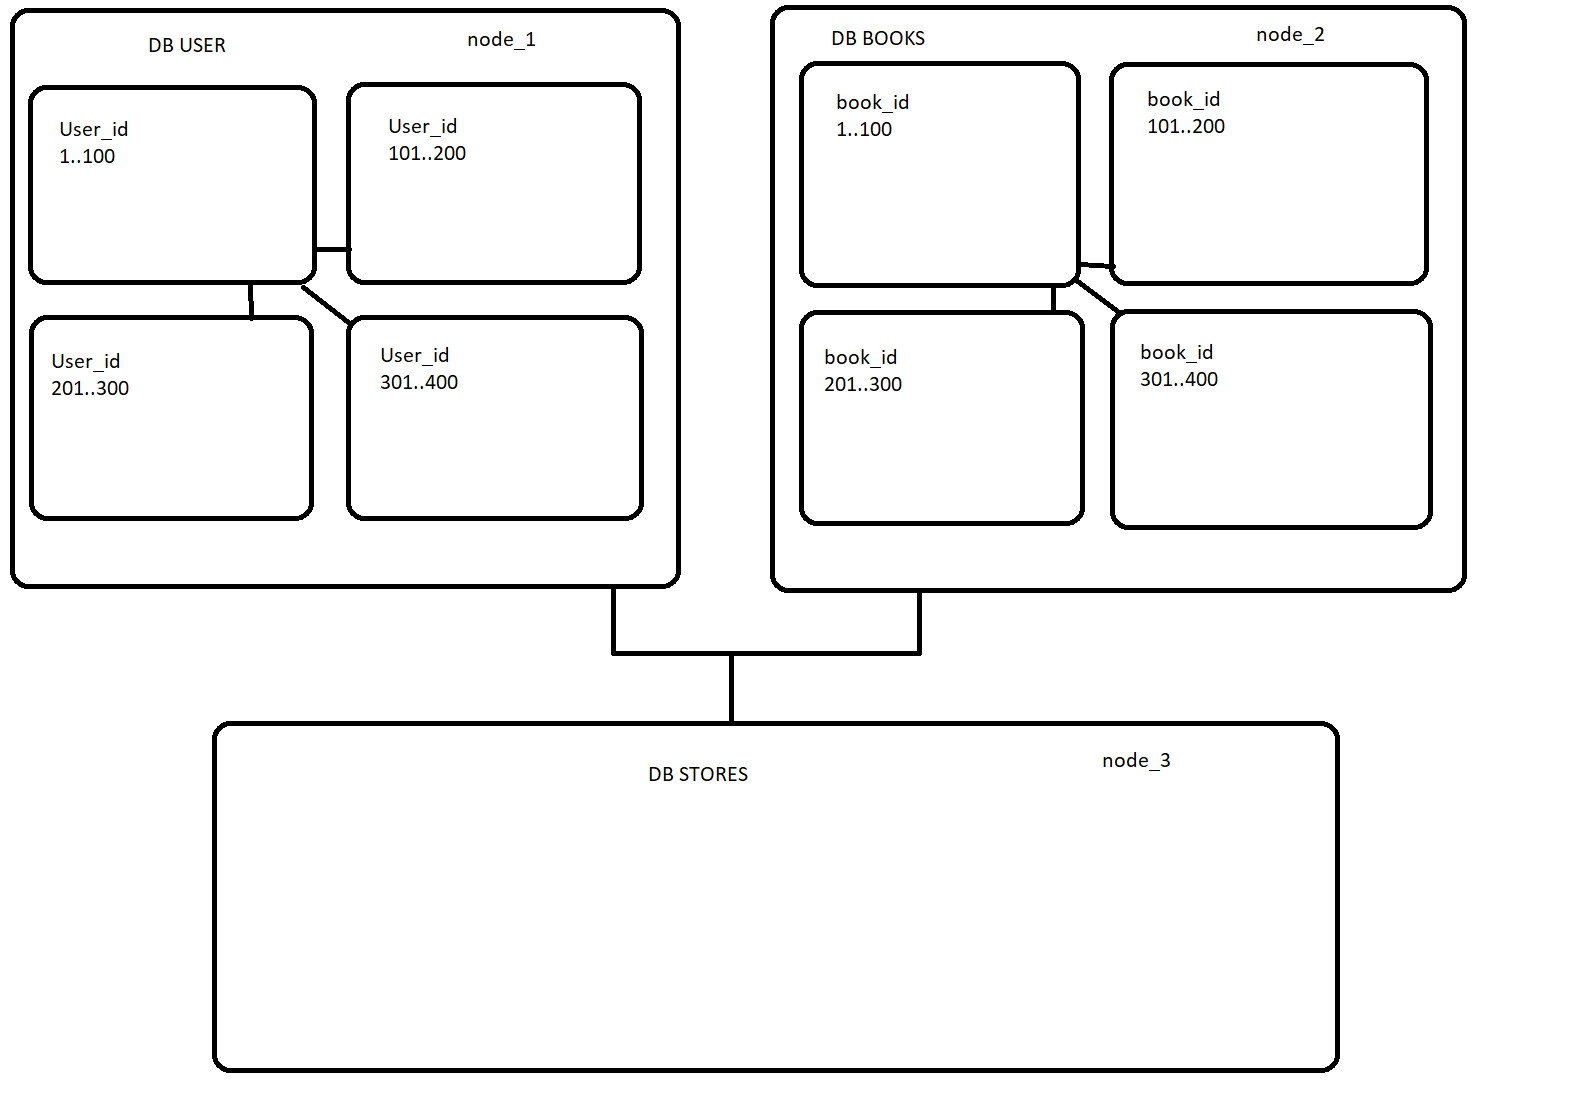 DB USER
node_1
User_id
1..100
User_id
101..200
User_id
201..300
User_id
301..400
DB BOOKS
node_2
book_id
1..100
book_id
101..200
book_id
201..300
book_id
301..400
DB STORES
node_3